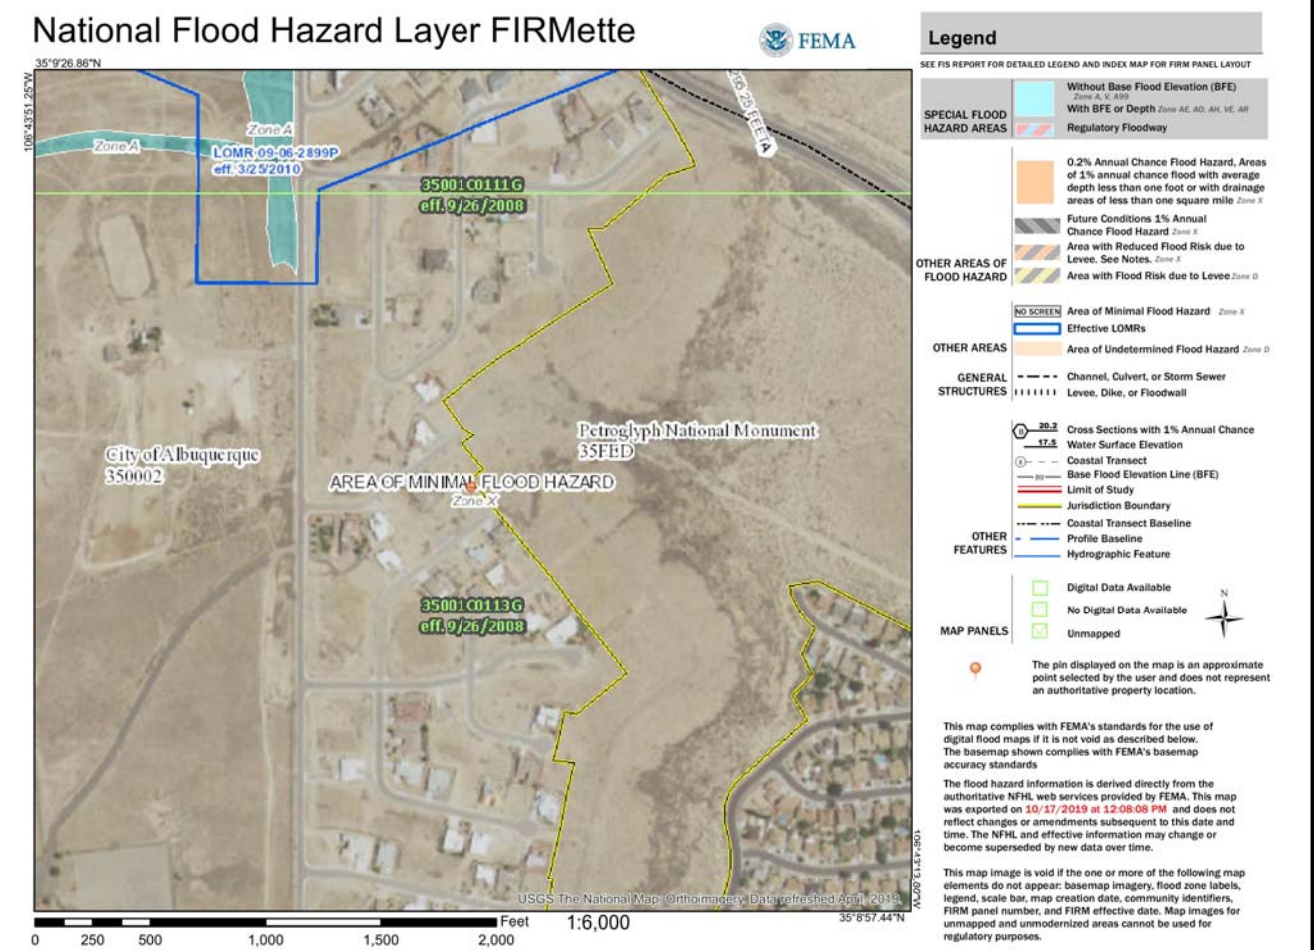 National Flood Hazard Layer FIRMette
FEMA
35°9'26.86"N
106°43'51.25"W
Zone A
Zone A
LOMR 09-06-2899P
eff. 3/25/2010
35001C0111G
eff. 9/26/2008
FEETA
City of Albuquerque
350002
Petroglyph National Monument
35FED
AREA OF MINIMAL FLOOD HAZARD
Zone X
35001C0113G
eff. 9/26/2008
USGS The National Map: Orthoimagery. Data refreshed April, 2019.
106°43'13.80"W
35°8'57.44"N
Feet
1:6,000
0 250 500 1,000 1,500 2,000
Legend
SEE FIS REPORT FOR DETAILED LEGEND AND INDEX MAP FOR FIRM PANEL LAYOUT
SPECIAL FLOOD
HAZARD AREAS
Without Base Flood Elevation (BFE)
Zone A, V, A99
With BFE or Depth Zone AE, AO, AH, VE, AR
Regulatory Floodway
OTHER AREAS OF
FLOOD HAZARD
0.2% Annual Chance Flood Hazard, Areas
of 1% annual chance flood with average
depth less than one foot or with drainage
areas of less than one square mile Zone X
Future Conditions 1% Annual
Chance Flood Hazard Zone X
Area with Reduced Flood Risk due to
Levee. See Notes. Zone X
Area with Flood Risk due to Levee Zone D
OTHER AREAS
NO SCREEN Area of Minimal Flood Hazard Zone X
Effective LOMRs
Area of Undetermined Flood Hazard Zone D
GENERAL
STRUCTURES
Channel, Culvert, or Storm Sewer
Levee, Dike, or Floodwall
OTHER
FEATURES
20.2 Cross Sections with 1% Annual Chance
17.5 Water Surface Elevation
Coastal Transect
Base Flood Elevation Line (BFE)
Limit of Study
Jurisdiction Boundary
Coastal Transect Baseline
Profile Baseline
Hydrographic Feature
MAP PANELS
Digital Data Available
No Digital Data Available
Unmapped
N
The pin displayed on the map is an approximate
point selected by the user and does not represent
an authoritative property location.
This map complies with FEMA's standards for the use of
digital flood maps if it is not void as described below.
The basemap shown complies with FEMA's basemap
accuracy standards
The flood hazard information is derived directly from the
authoritative NFHL web services provided by FEMA. This map
was exported on 10/17/2019 at 12:08:08 PM and does not
reflect changes or amendments subsequent to this date and
time. The NFHL and effective information may change or
become superseded by new data over time.
This map image is void if the one or more of the following map
elements do not appear: basemap imagery, flood zone labels,
legend, scale bar, map creation date, community identifiers,
FIRM panel number, and FIRM effective date. Map images for
unmapped and unmodernized areas cannot be used for
regulatory purposes.